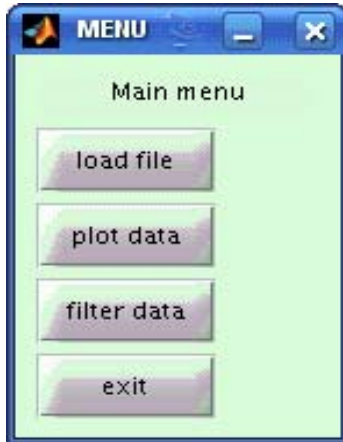 MENU
Main menu
load file
plot data
filter data
exit